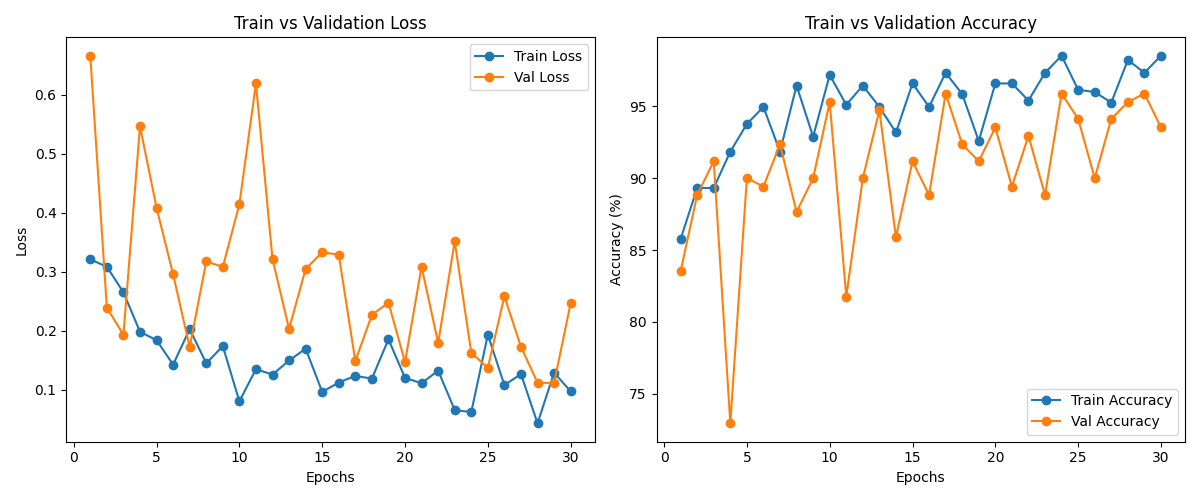 Train vs Validation Loss
Train Loss
Val Loss
0.6
0.5
0.4
0.3
0.2
0.1
Loss
0 5 10 15 20 25 30
Epochs
Train vs Validation Accuracy
95
90
85
80
75
Accuracy (%)
Train Accuracy
Val Accuracy
0 5 10 15 20 25 30
Epochs